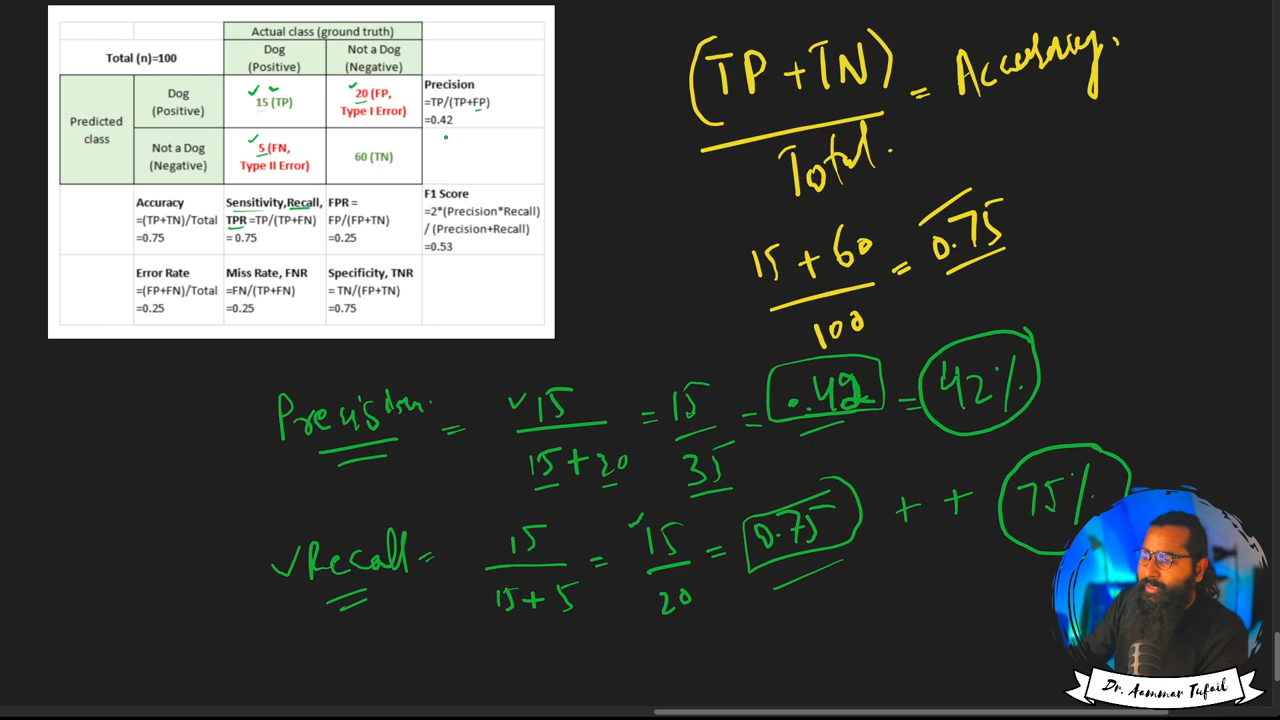 Actual class (ground truth)
Total (n)=100
Dog
(Positive)
Not a Dog
(Negative)
Predicted
class
Dog
(Positive)
15 (TP)
20 (FP,
Type I Error)
Precision
=TP/(TP+FP)
=0.42
Not a Dog
(Negative)
5 (FN,
Type II Error)
60 (TN)
Accuracy
=(TP+TN)/Total
=0.75
Sensitivity,Recall,
TPR =TP/(TP+FN)
= 0.75
FPR =
FP/(FP+TN)
=0.25
F1 Score
=2*(Precision*Recall)
/ (Precision+Recall)
=0.53
Error Rate
=(FP+FN)/Total
=0.25
Miss Rate, FNR
=FN/(TP+FN)
=0.25
Specificity, TNR
= TN/(FP+TN)
=0.75
(TP+TN) = Accuracy.
Total.
15 + 60 = 0.75
100
Precision. = 15 = 15 = .42 = 42%
15 + 20 35
Recall = 15 = 15 = 0.75 + + 75%
15 + 5 20
Dr. Aammar Tufail